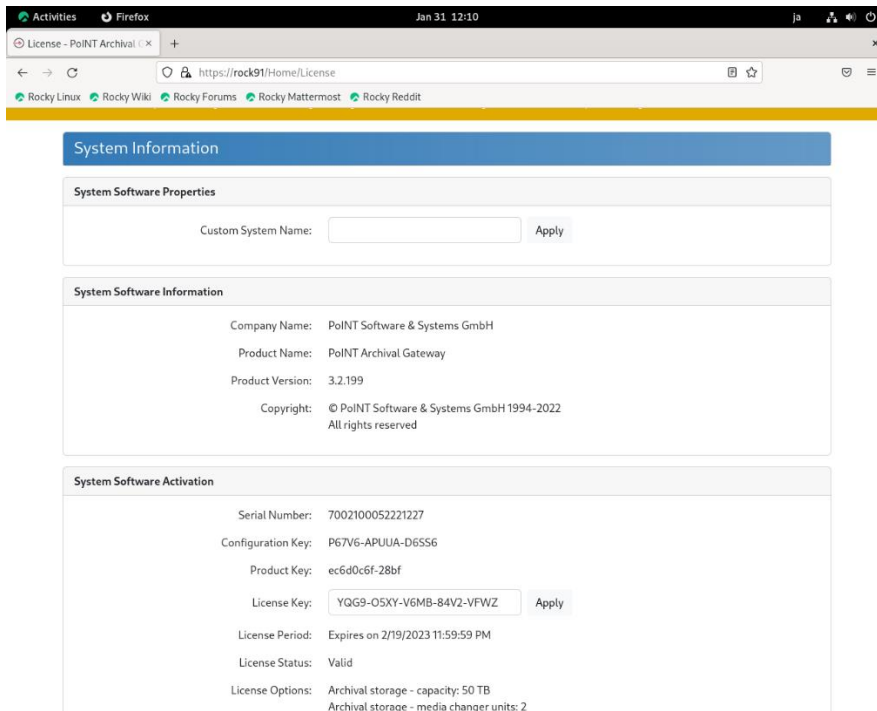 Activities Firefox Jan 31 12:10 ja
License - PoINT Archival G × +
https://rock91/Home/License
Rocky Linux Rocky Wiki Rocky Forums Rocky Mattermost Rocky Reddit
System Information
System Software Properties
Custom System Name: Apply
System Software Information
Company Name: PoINT Software & Systems GmbH
Product Name: PoINT Archival Gateway
Product Version: 3.2.199
Copyright: © PoINT Software & Systems GmbH 1994-2022
All rights reserved
System Software Activation
Serial Number: 7002100052221227
Configuration Key: P67V6-APUUA-D6SS6
Product Key: ec6d0c6f-28bf
License Key: YQG9-O5XY-V6MB-84V2-VFWZ Apply
License Period: Expires on 2/19/2023 11:59:59 PM
License Status: Valid
License Options: Archival storage - capacity: 50 TB
Archival storage - media changer units: 2